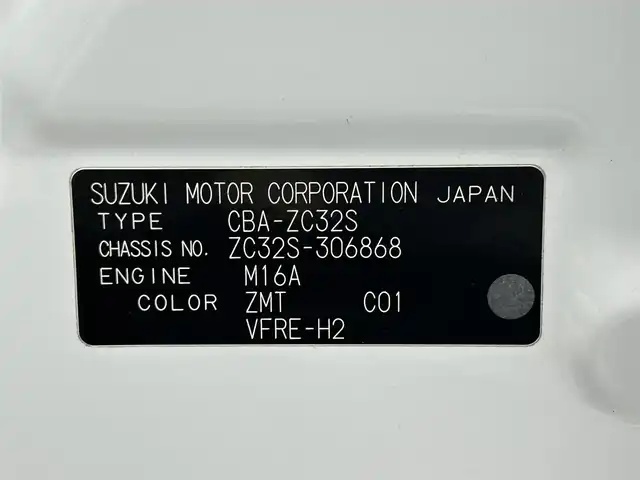 SUZUKI MOTOR CORPORATION JAPAN
TYPE CBA-ZC32S
CHASSIS NO. ZC32S-306868
ENGINE M16A
COLOR ZMT C01
VFRE-H2